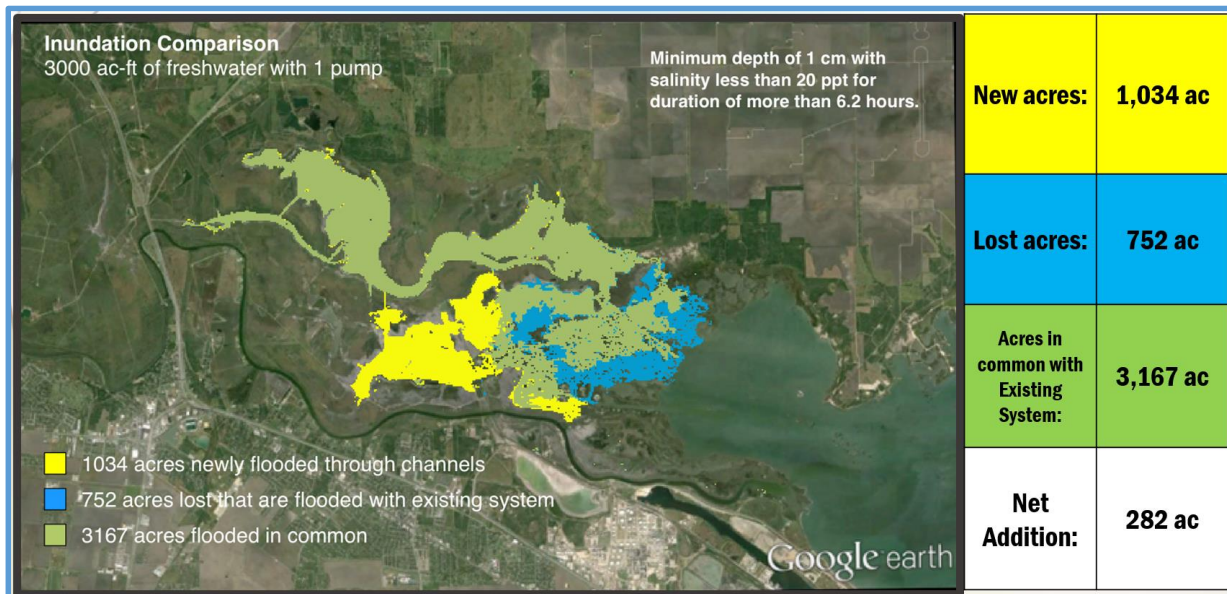 Inundation Comparison
3000 ac-ft of freshwater with 1 pump
Minimum depth of 1 cm with
salinity less than 20 ppt for
duration of more than 6.2 hours.
1034 acres newly flooded through channels
752 acres lost that are flooded with existing system
3167 acres flooded in common
Google earth
New acres: 1,034 ac
Lost acres: 752 ac
Acres in
common with
Existing
System:
3,167 ac
Net
Addition:
282 ac